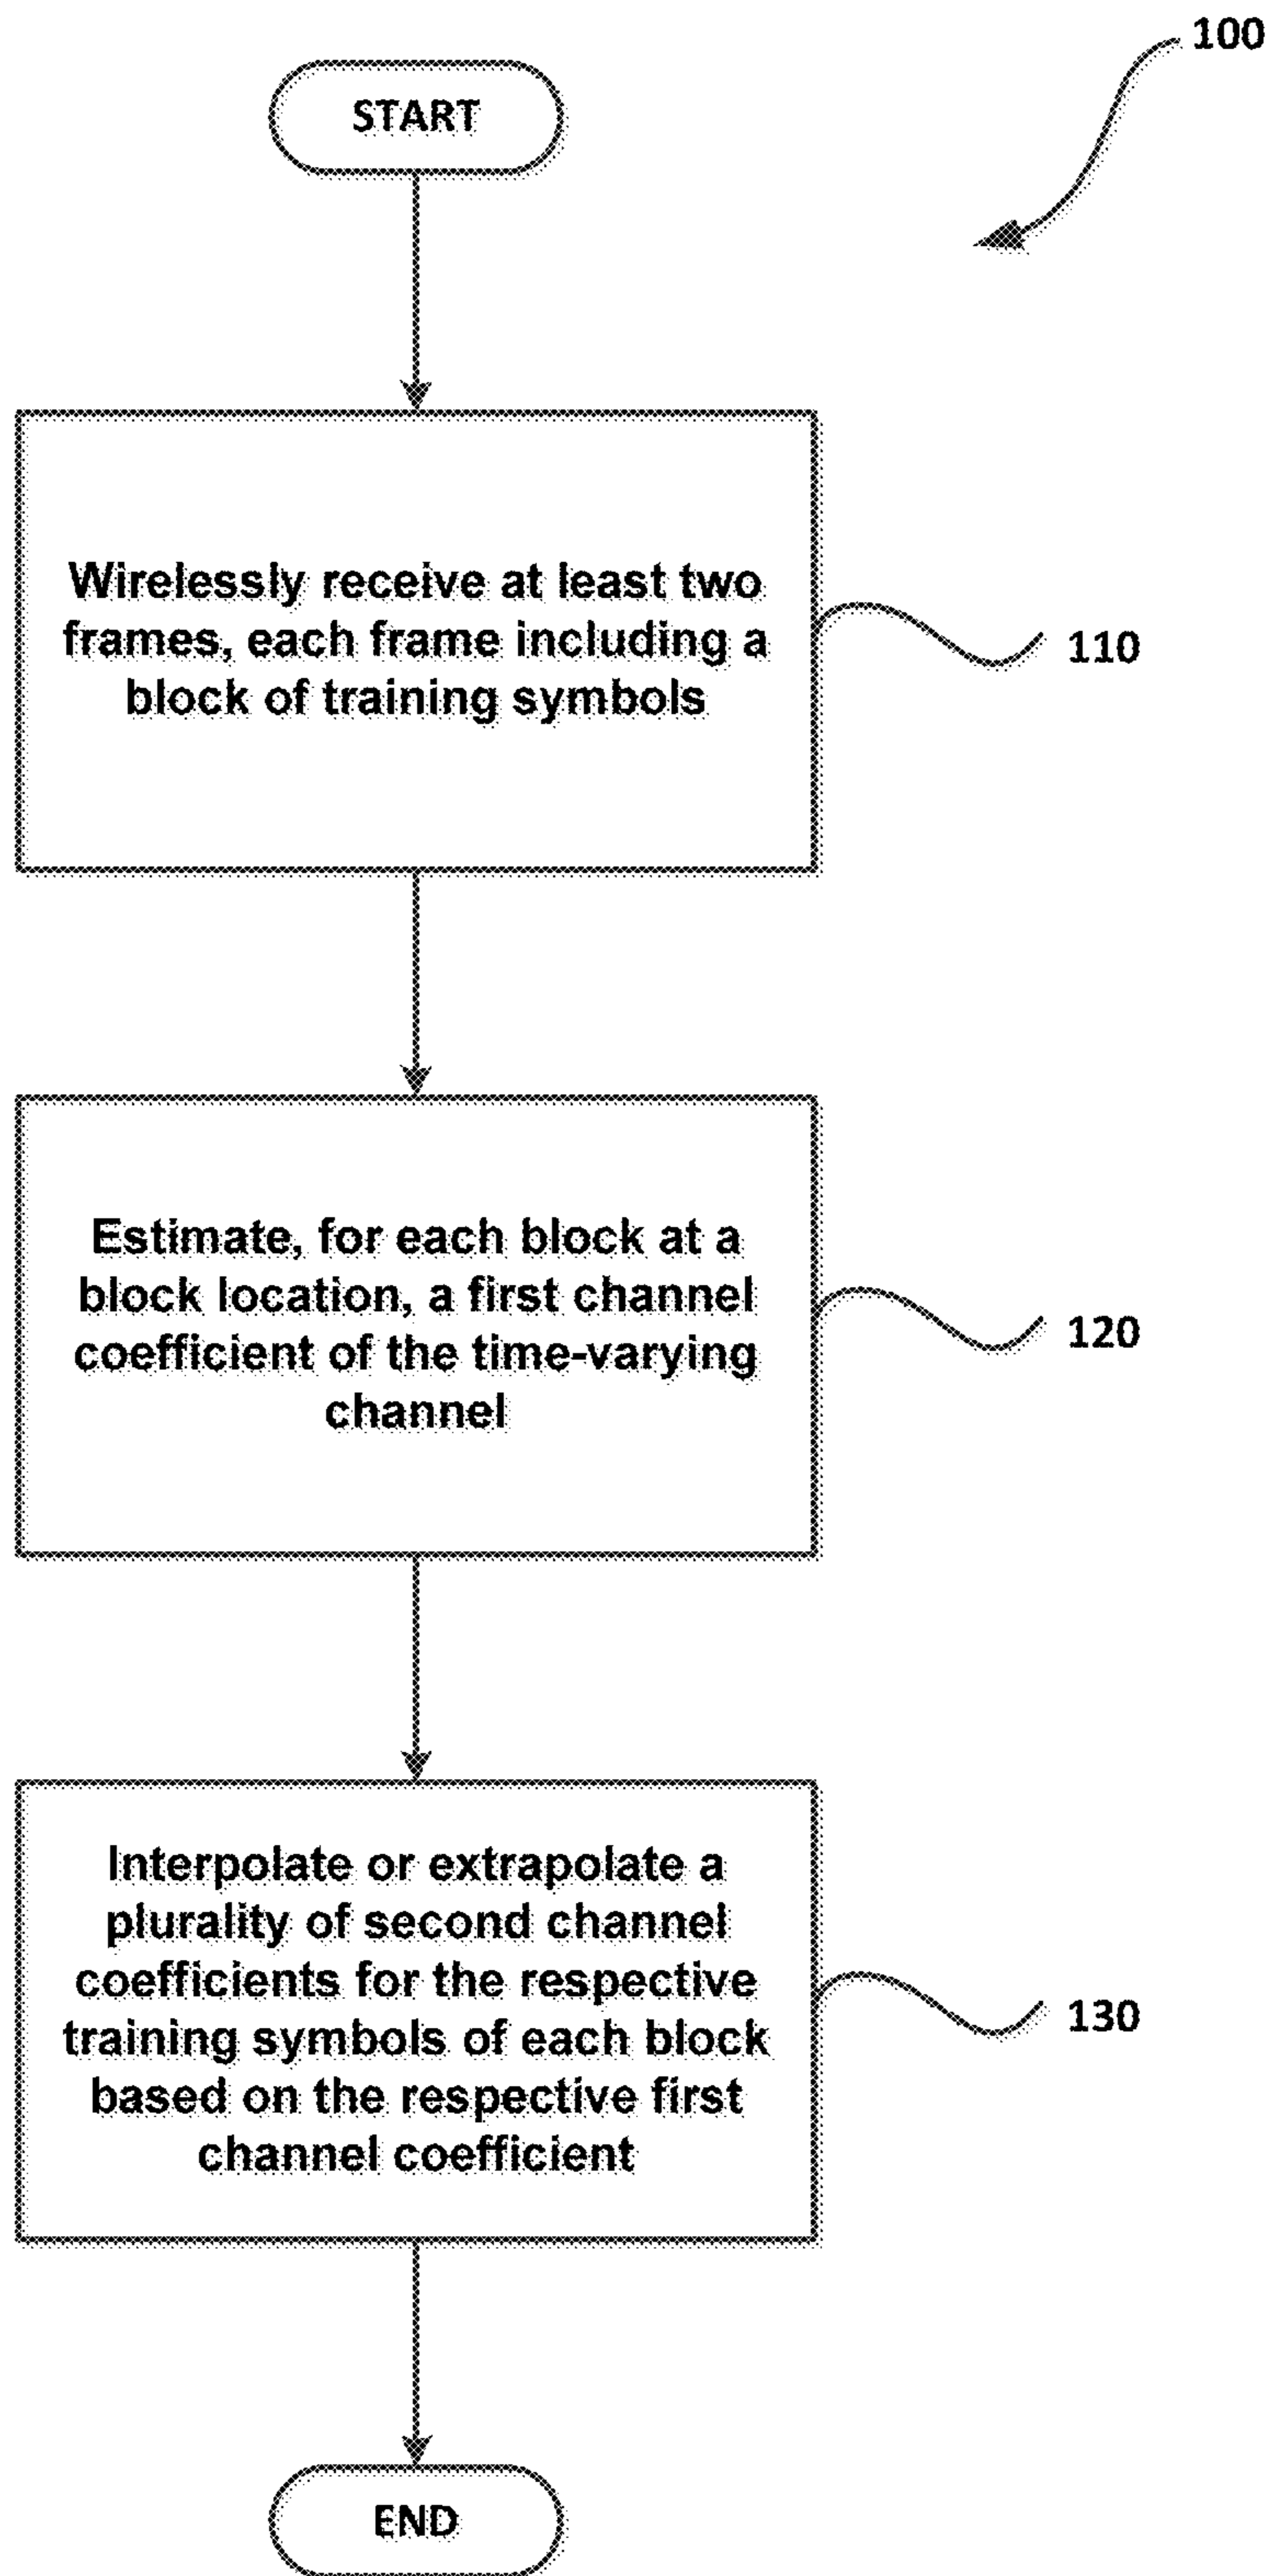 100
START
Wirelessly receive at least two
frames, each frame including a
block of training symbols
110
Estimate, for each block at a
block location, a first channel
coefficient of the time-varying
channel
120
Interpolate or extrapolate a
plurality of second channel
coefficients for the respective
training symbols of each block
based on the respective first
channel coefficient
130
END